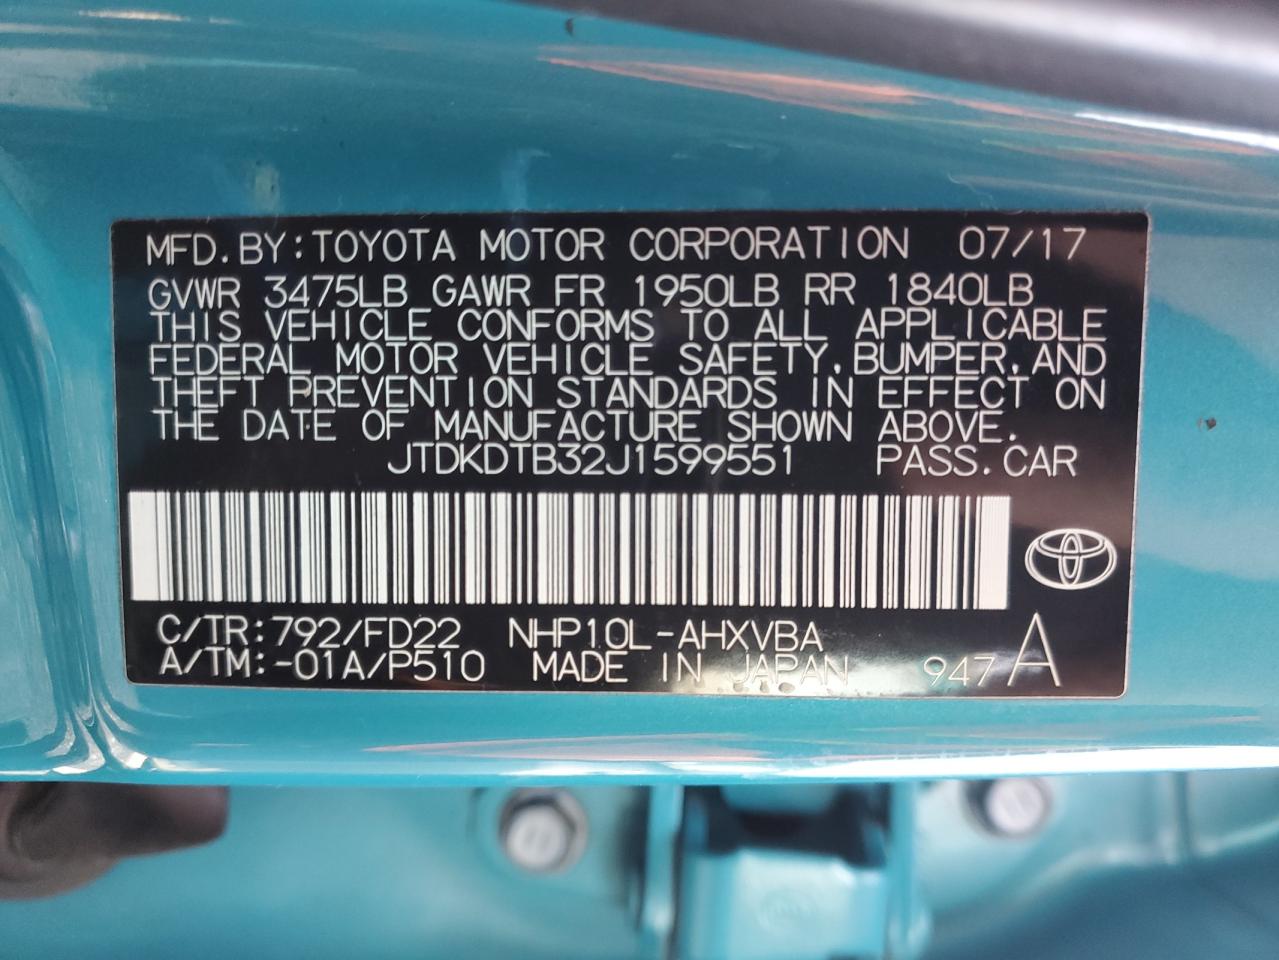 MFD.BY:TOYOTA MOTOR CORPORATION 07/17
GVWR 3475LB GAWR FR 1950LB RR 1840LB
THIS VEHICLE CONFORMS TO ALL APPLICABLE
FEDERAL MOTOR VEHICLE SAFETY,BUMPER,AND
THEFT PREVENTION STANDARDS IN EFFECT ON
THE DATE OF MANUFACTURE SHOWN ABOVE.
JTDKDTB32J1599551 PASS.CAR
C/TR:792/FD22 NHP10L-AHXVBA
A/TM:-01A/P510 MADE IN JAPAN 947 A